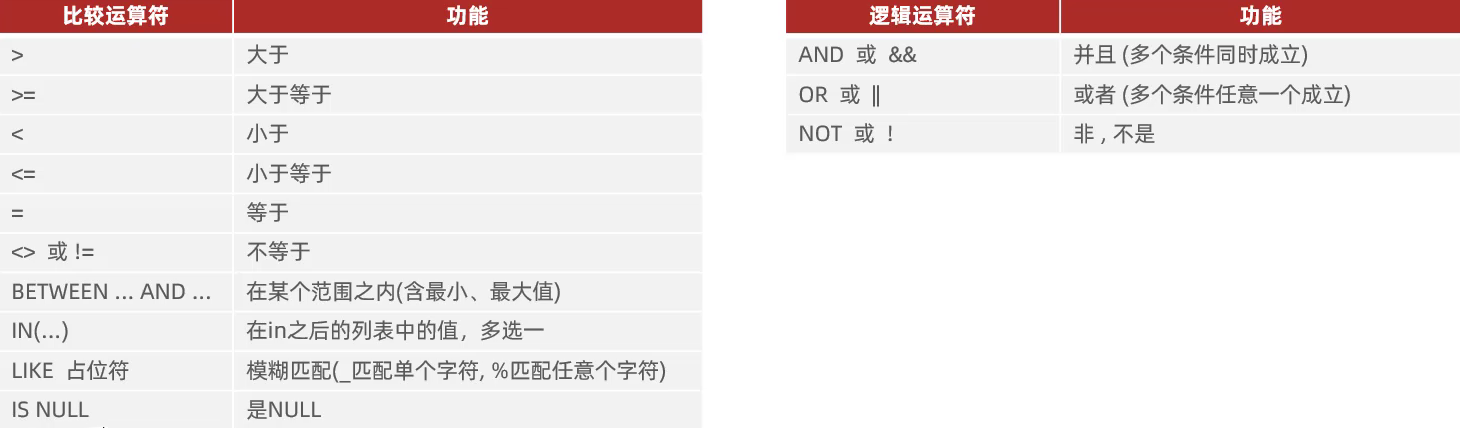 比较运算符 功能
> 大于
>= 大于等于
< 小于
<= 小于等于
= 等于
<> 或 != 不等于
BETWEEN ... AND ... 在某个范围之内(含最小、最大值)
IN(...) 在in之后的列表中的值，多选一
LIKE 占位符 模糊匹配(_匹配单个字符, %匹配任意个字符)
IS NULL 是NULL
逻辑运算符 功能
AND 或 && 并且 (多个条件同时成立)
OR 或 || 或者 (多个条件任意一个成立)
NOT 或 ! 非 , 不是